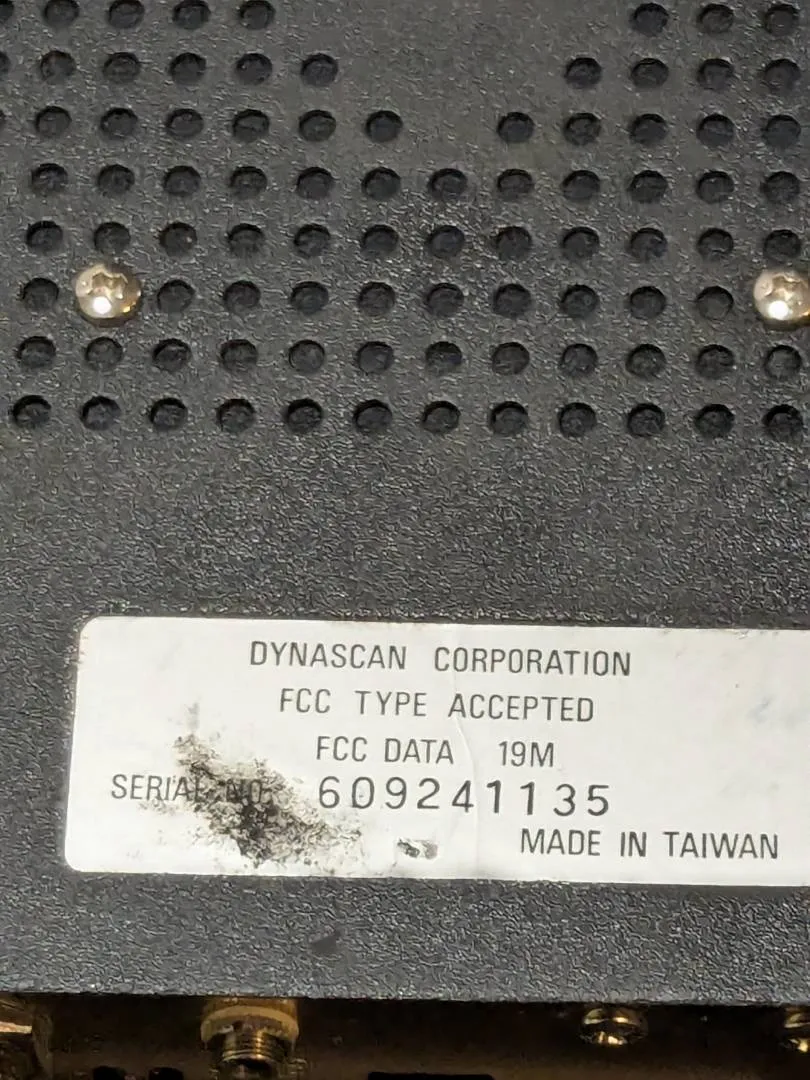 DYNASCAN CORPORATION
FCC TYPE ACCEPTED
FCC DATA 19M
SERIAL NO. 609241135
MADE IN TAIWAN